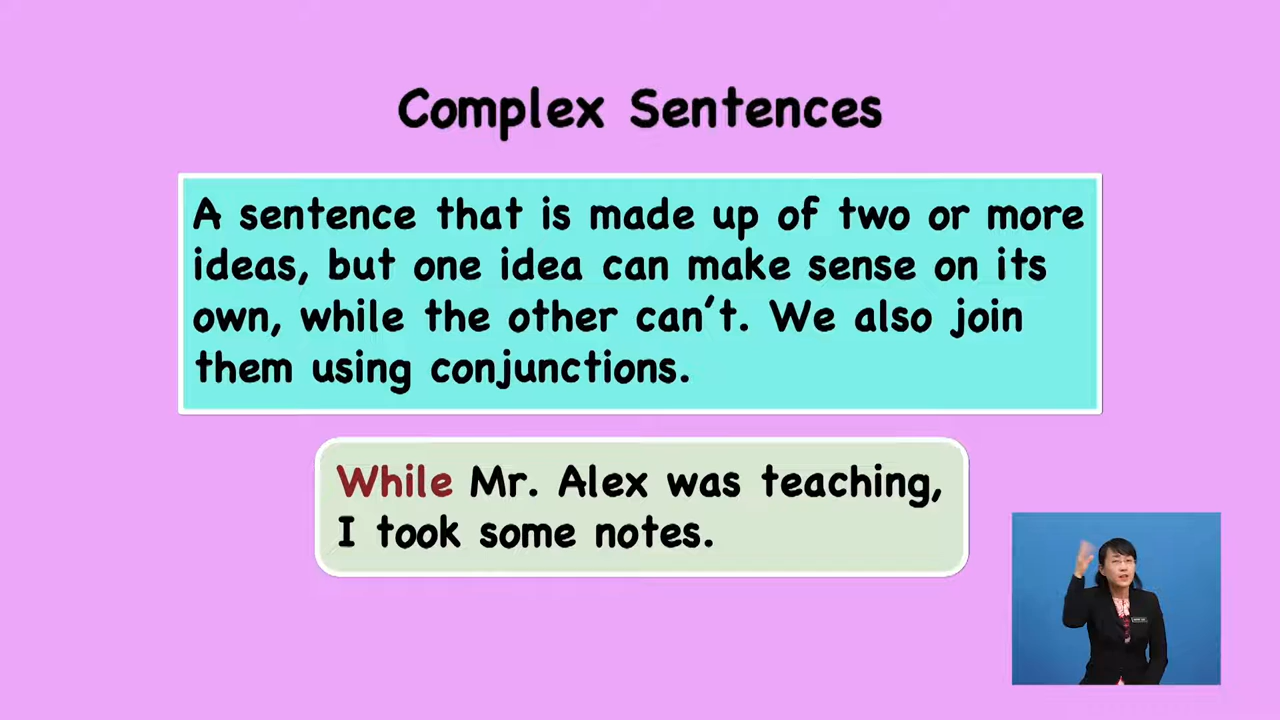 Complex Sentences
A sentence that is made up of two or more
ideas, but one idea can make sense on its
own, while the other can't. We also join
them using conjunctions.
While Mr. Alex was teaching,
I took some notes.